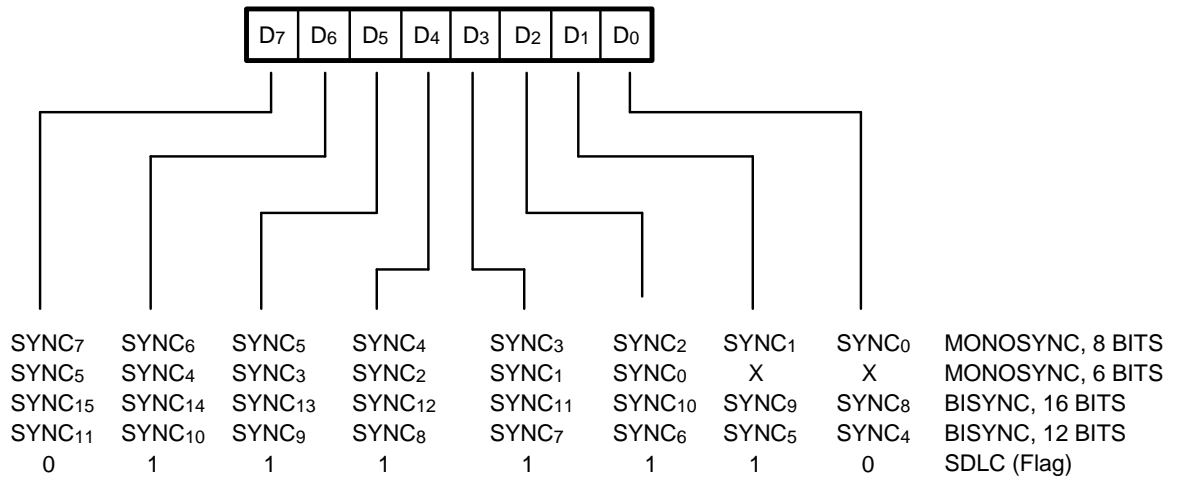 D7 D6 D5 D4 D3 D2 D1 D0
SYNC7 SYNC6 SYNC5 SYNC4 SYNC3 SYNC2 SYNC1 SYNC0 MONOSYNC, 8 BITS
SYNC5 SYNC4 SYNC3 SYNC2 SYNC1 SYNC0 X X MONOSYNC, 6 BITS
SYNC15 SYNC14 SYNC13 SYNC12 SYNC11 SYNC10 SYNC9 SYNC8 BISYNC, 16 BITS
SYNC11 SYNC10 SYNC9 SYNC8 SYNC7 SYNC6 SYNC5 SYNC4 BISYNC, 12 BITS
0 1 1 1 1 1 1 0 SDLC (Flag)